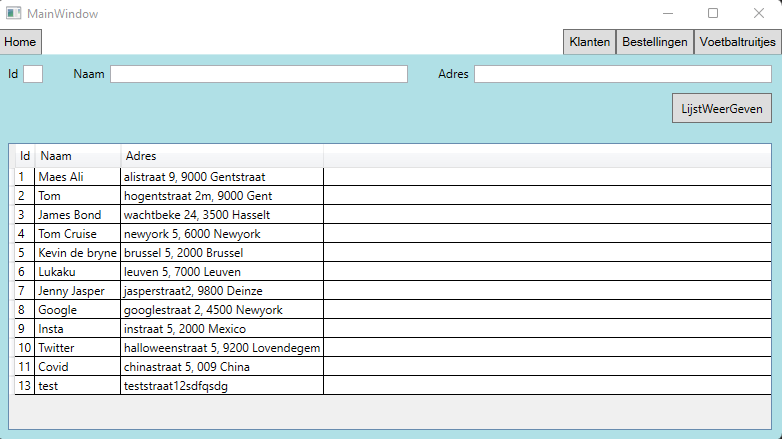 MainWindow
Home Klanten Bestellingen Voetbaltruitjes
Id Naam Adres
LijstWeerGeven
Id Naam Adres
1 Maes Ali alistraat 9, 9000 Gentstraat
2 Tom hogentstraat 2m, 9000 Gent
3 James Bond wachtbeke 24, 3500 Hasselt
4 Tom Cruise newyork 5, 6000 Newyork
5 Kevin de bryne brussel 5, 2000 Brussel
6 Lukaku leuven 5, 7000 Leuven
7 Jenny Jasper jasperstraat2, 9800 Deinze
8 Google googlestraat 2, 4500 Newyork
9 Insta instraat 5, 2000 Mexico
10 Twitter halloweenstraat 5, 9200 Lovendegem
11 Covid chinastraat 5, 009 China
13 test teststraat12sdfqsdg